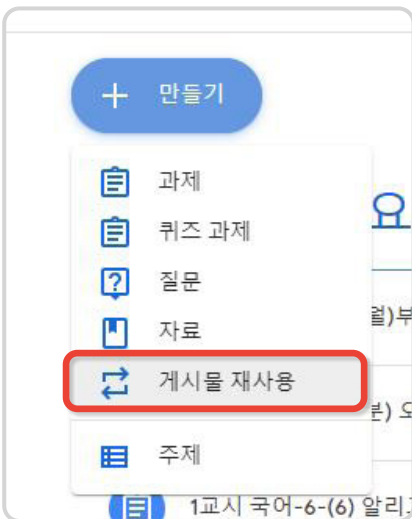 만들기
과제
퀴즈 과제
질문
자료
게시물 재사용
주제
1교시 국어-6-(6) 알리